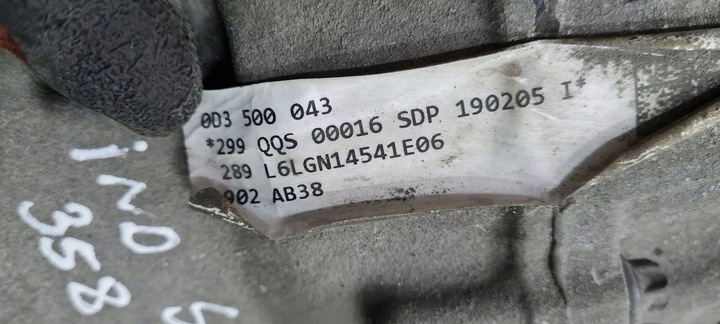 0D3 500 043
*299 QQS 00016 SDP 190205 I*
289 L6LGN14541E06
902 AB38
IND S
358